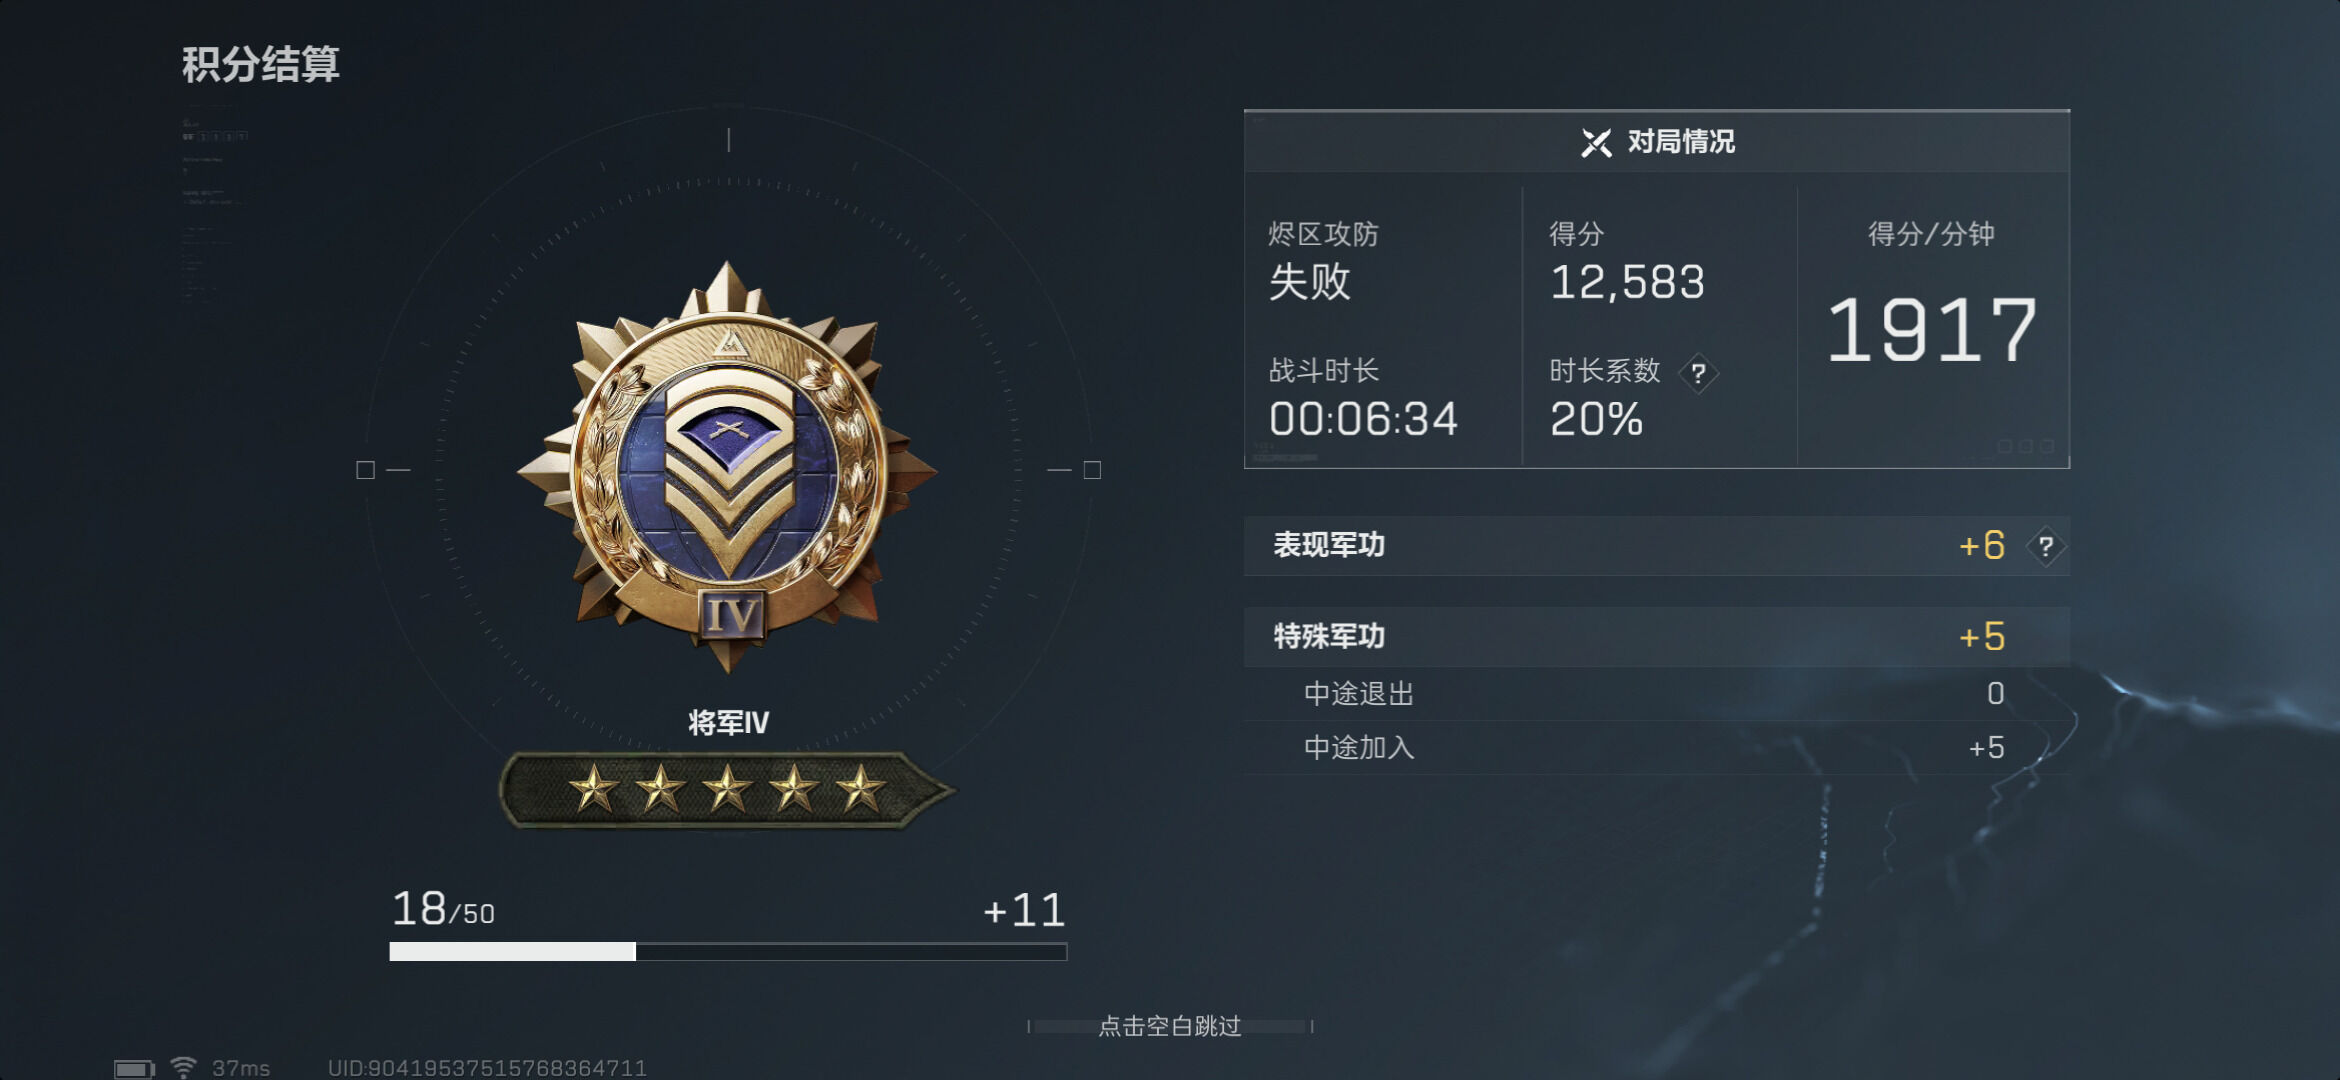 积分结算
对局情况
烬区攻防
失败
得分
12,583
得分/分钟
1917
战斗时长
00:06:34
时长系数 ?
20%
表现军功 +6 ?
特殊军功 +5
中途退出 0
中途加入 +5
IV
将军IV
18/50 +11
点击空白跳过
37ms UID:904195375157683647​11